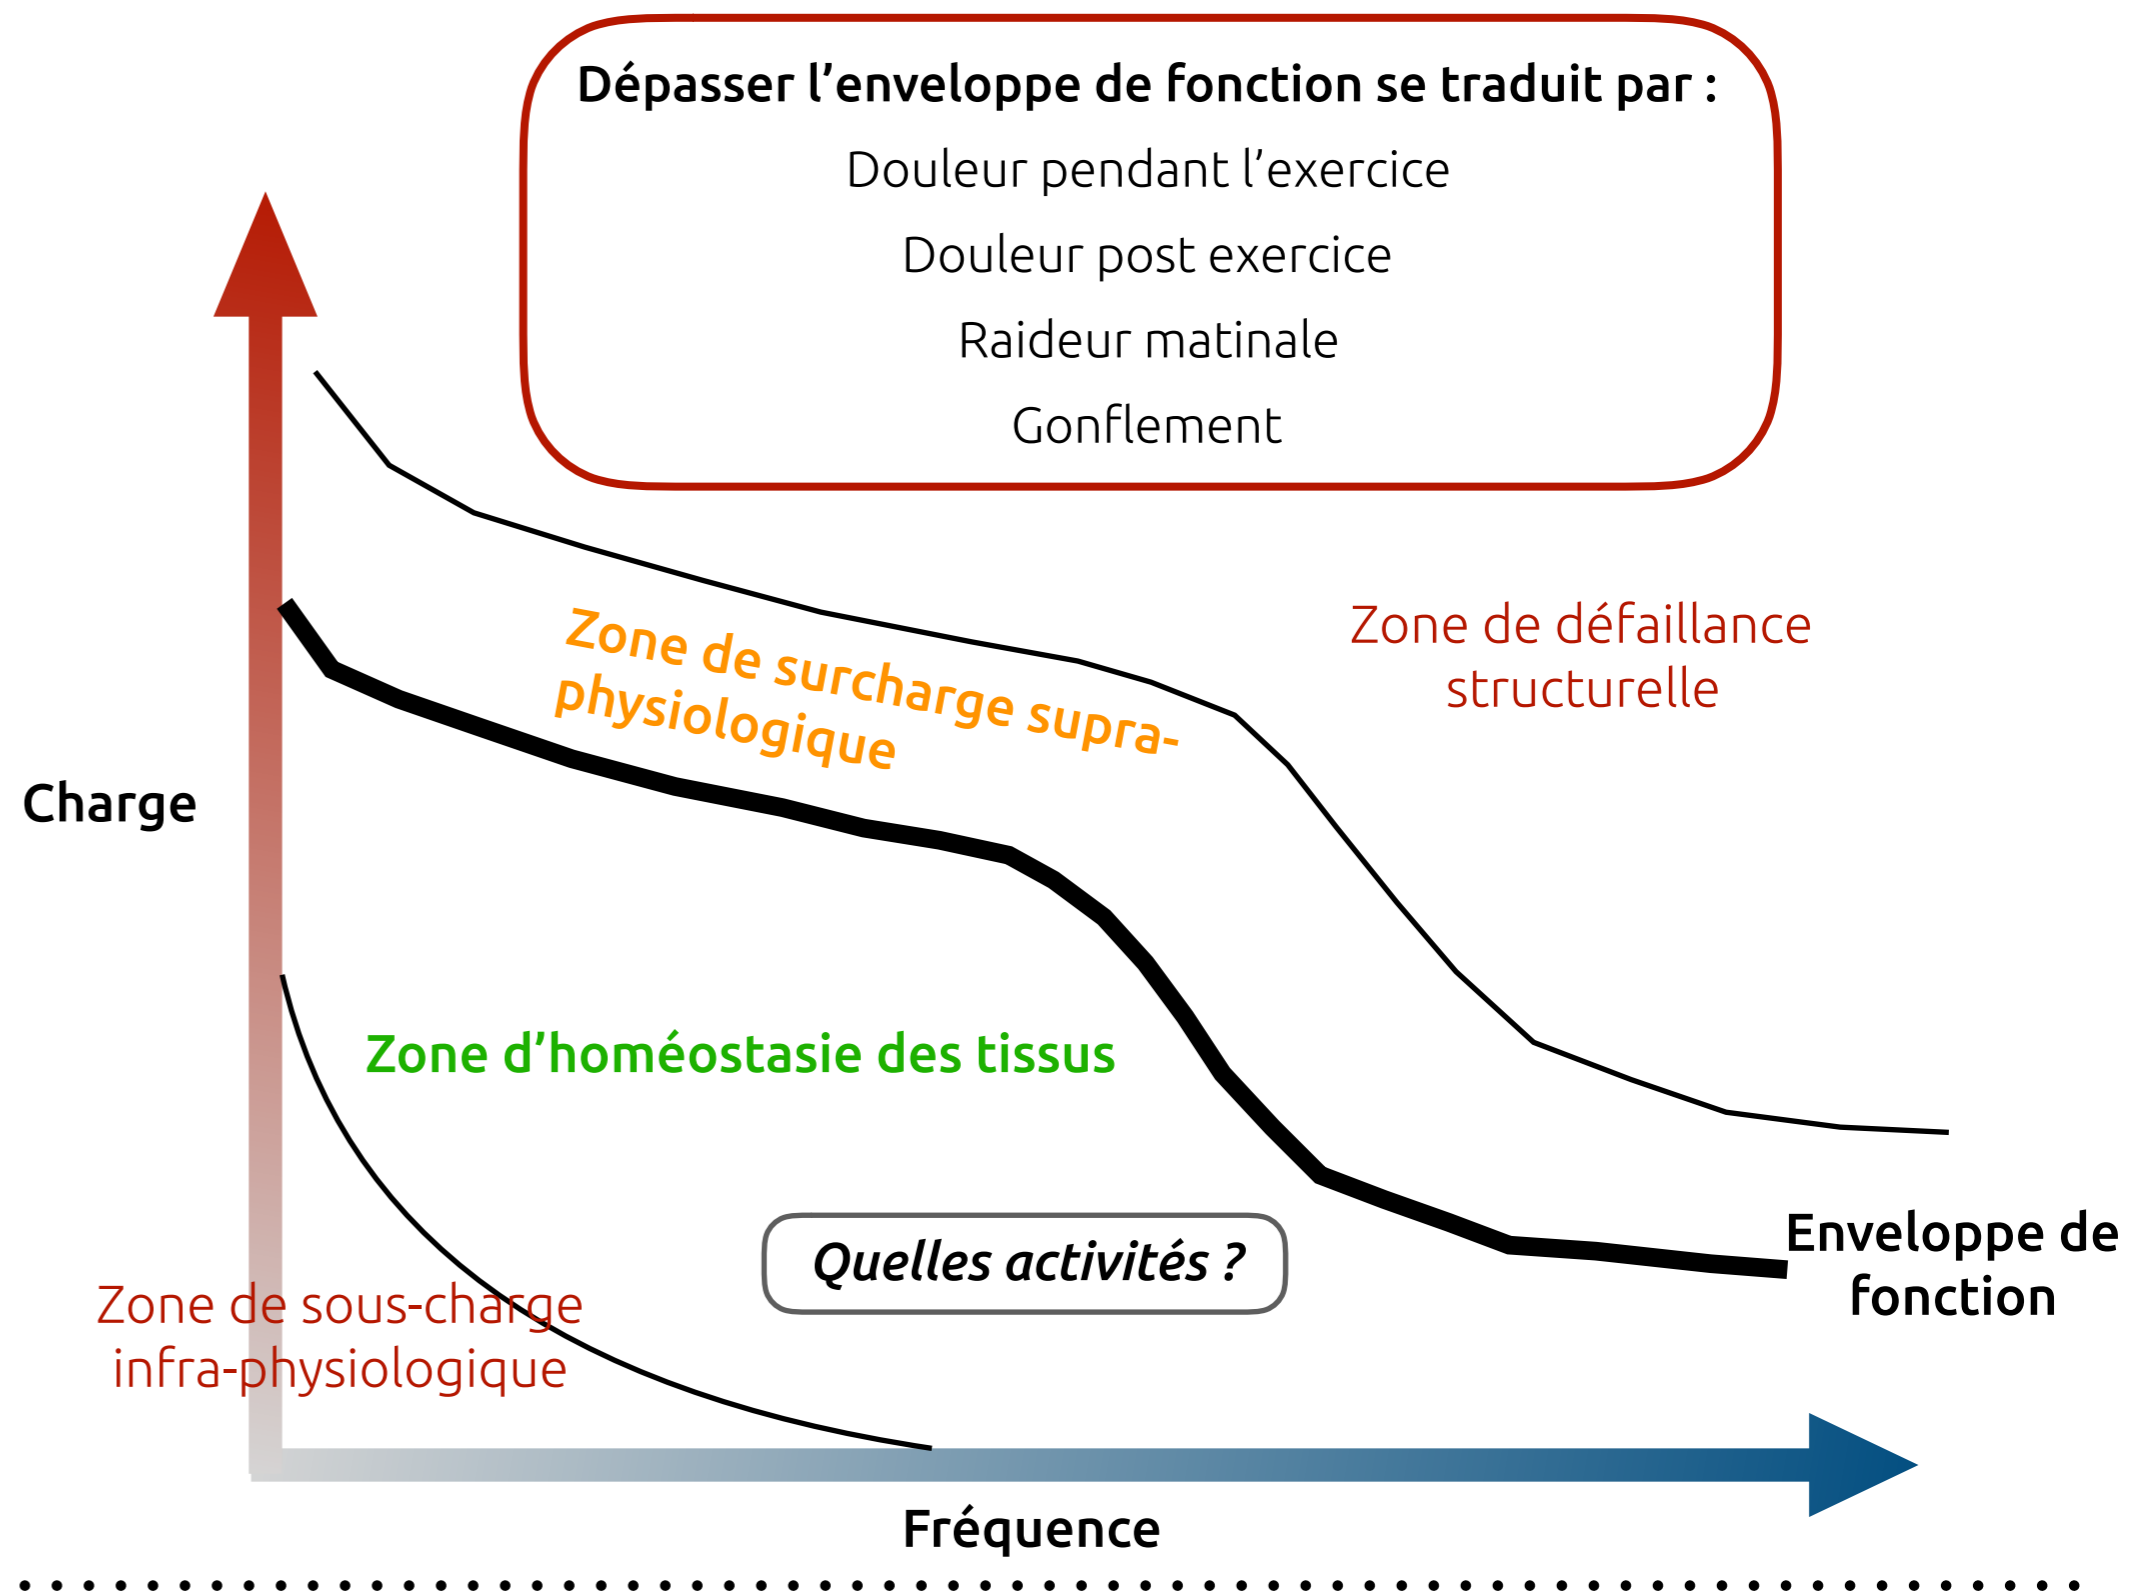 Dépasser l’enveloppe de fonction se traduit par :
Douleur pendant l’exercice
Douleur post exercice
Raideur matinale
Gonflement
Zone de surcharge supra-
physiologique
Zone de défaillance
structurelle
Charge
Zone d’homéostasie des tissus
Quelles activités ?
Enveloppe de
fonction
Zone de sous-charge
infra-physiologique
Fréquence